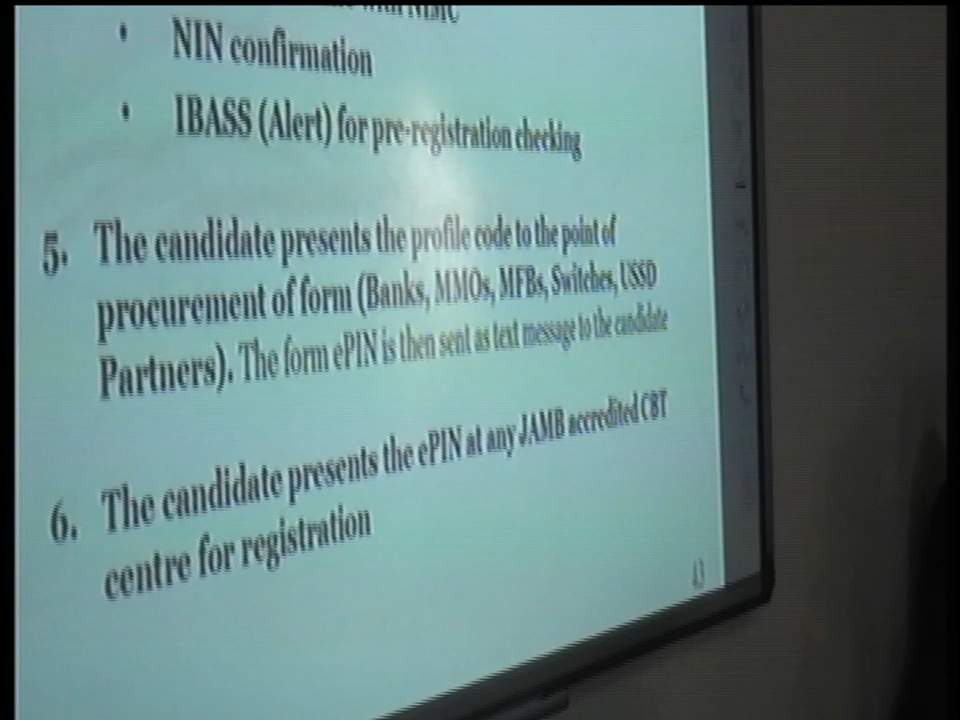 with NIMC
• NIN confirmation
• IBASS (Alert) for pre-registration checking
5. The candidate presents the profile code to the point of
procurement of form (Banks, MMOs, MFBs, Switches, USSD
Partners). The form ePIN is then sent as text message to the candidate
6. The candidate presents the ePIN at any JAMB accredited CBT
centre for registration
43